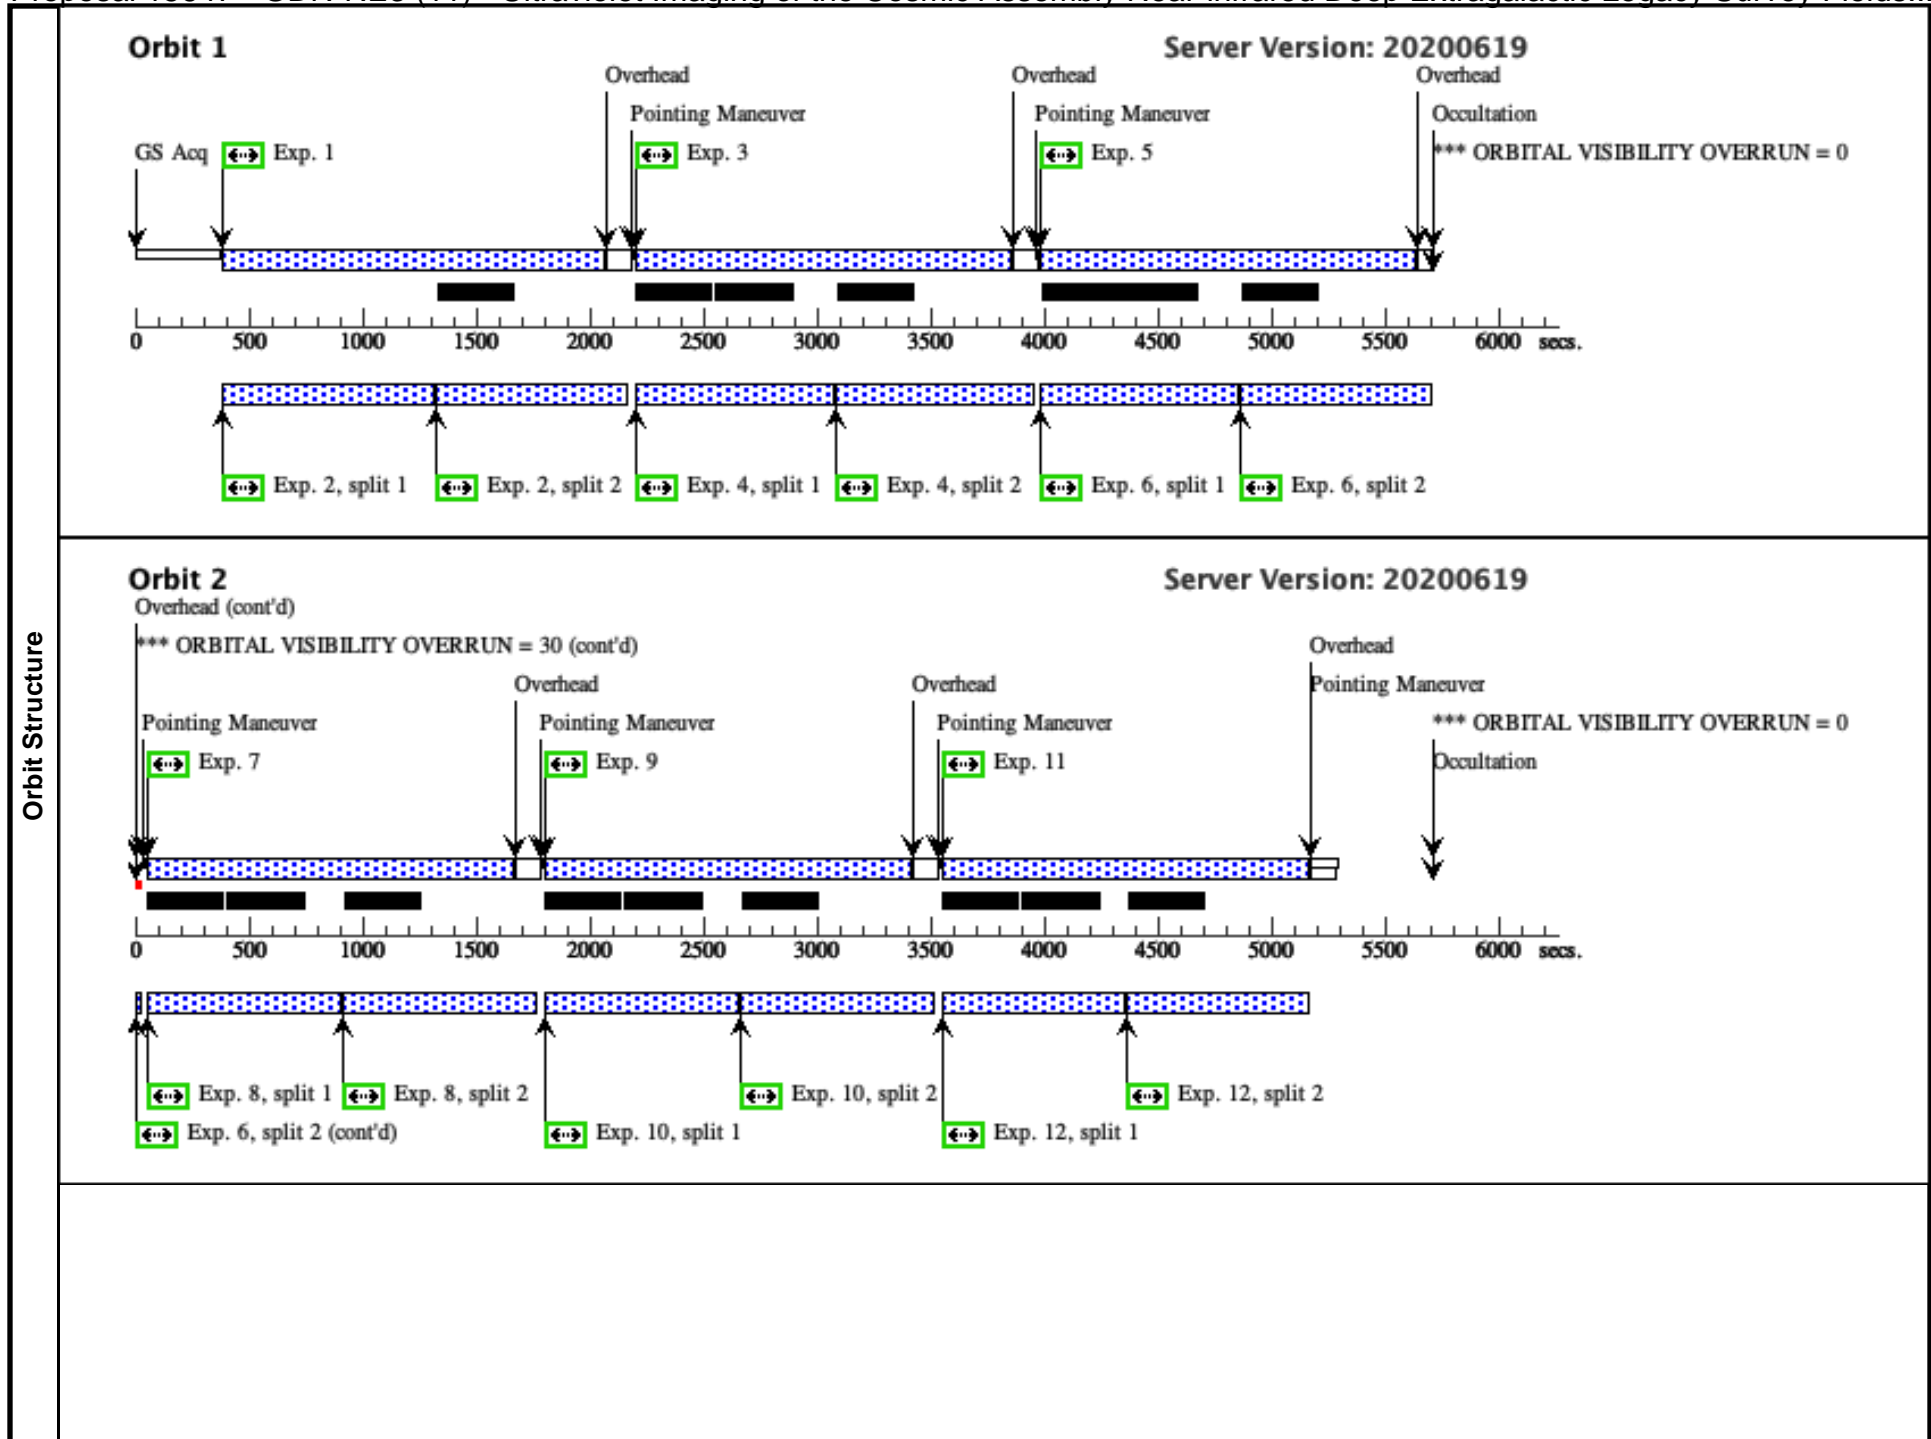 Orbit Structure
Orbit 1
Server Version: 20200619
Overhead Overhead Overhead
Pointing Maneuver Pointing Maneuver Occultation
GS Acq Exp. 1 Exp. 3 Exp. 5 *** ORBITAL VISIBILITY OVERRUN = 0
0 500 1000 1500 2000 2500 3000 3500 4000 4500 5000 5500 6000 secs.
Exp. 2, split 1 Exp. 2, split 2 Exp. 4, split 1 Exp. 4, split 2 Exp. 6, split 1 Exp. 6, split 2
Orbit 2
Server Version: 20200619
Overhead (cont'd)
*** ORBITAL VISIBILITY OVERRUN = 30 (cont'd) Overhead
Overhead Overhead Pointing Maneuver
Pointing Maneuver Pointing Maneuver Pointing Maneuver *** ORBITAL VISIBILITY OVERRUN = 0
Exp. 7 Exp. 9 Exp. 11 Occultation
0 500 1000 1500 2000 2500 3000 3500 4000 4500 5000 5500 6000 secs.
Exp. 8, split 1 Exp. 8, split 2 Exp. 10, split 2 Exp. 12, split 2
Exp. 6, split 2 (cont'd) Exp. 10, split 1 Exp. 12, split 1